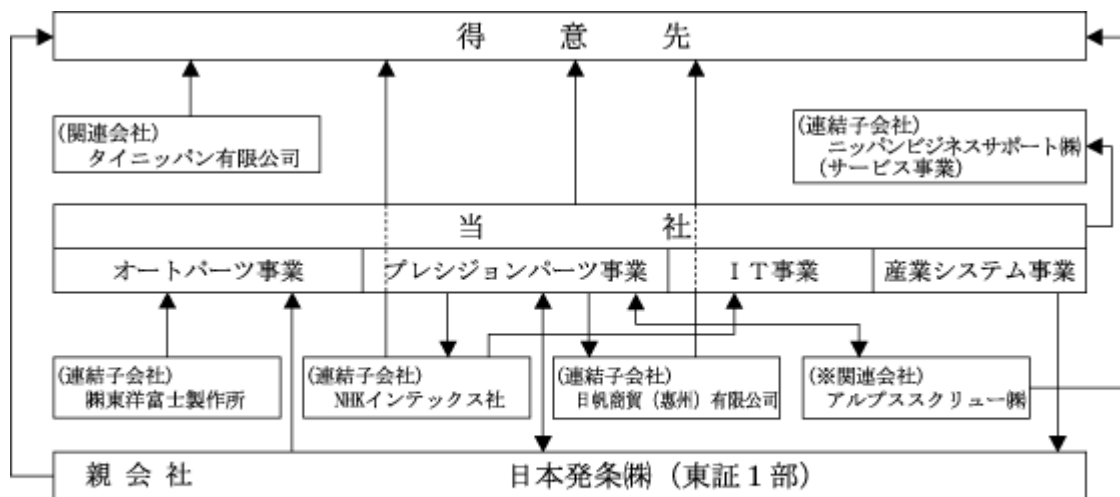 得意先
(関連会社)
タイニッパン有限公司
(連結子会社)
ニッパンビジネスサポート㈱
(サービス事業)
当社
オートパーツ事業
プレシジョンパーツ事業
ＩＴ事業
産業システム事業
(連結子会社)
㈱東洋富士製作所
(連結子会社)
NHKインテックス社
(連結子会社)
日帆商貿（惠州）有限公司
(※関連会社)
アルプススクリュー㈱
親会社
日本発条㈱（東証１部）